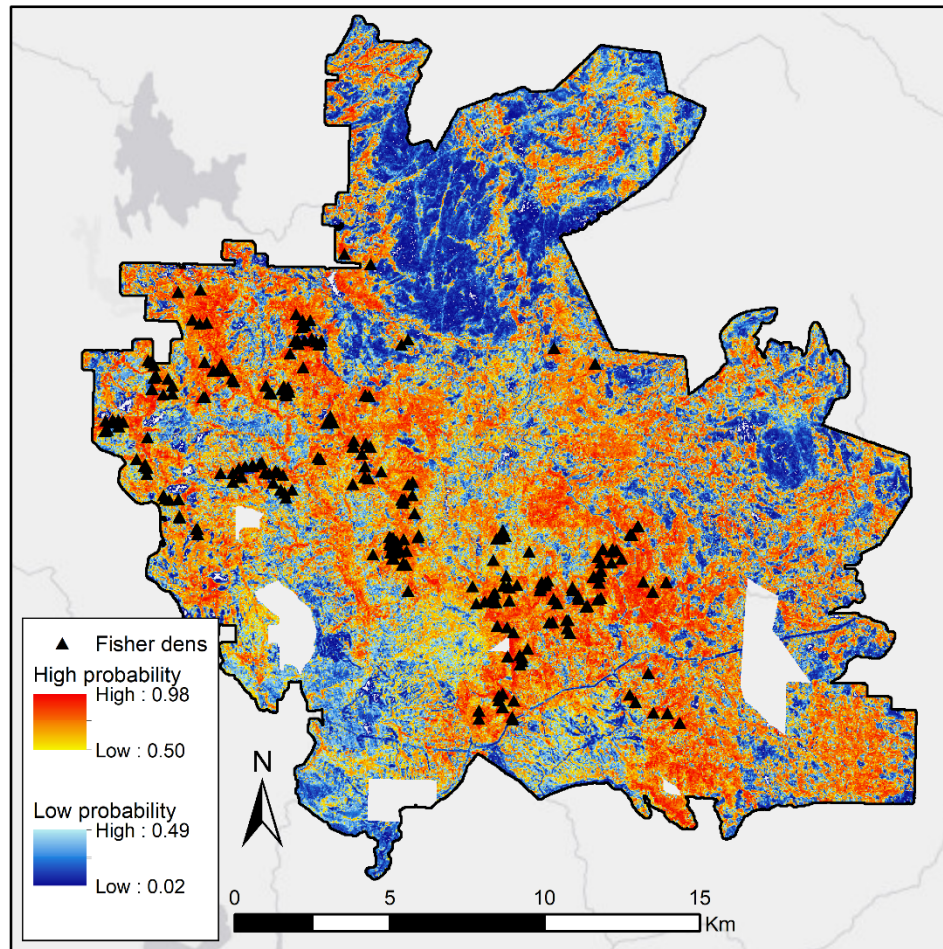 Fisher dens
High probability
High : 0.98
Low : 0.50
Low probability
High : 0.49
Low : 0.02
N
0 5 10 15
Km